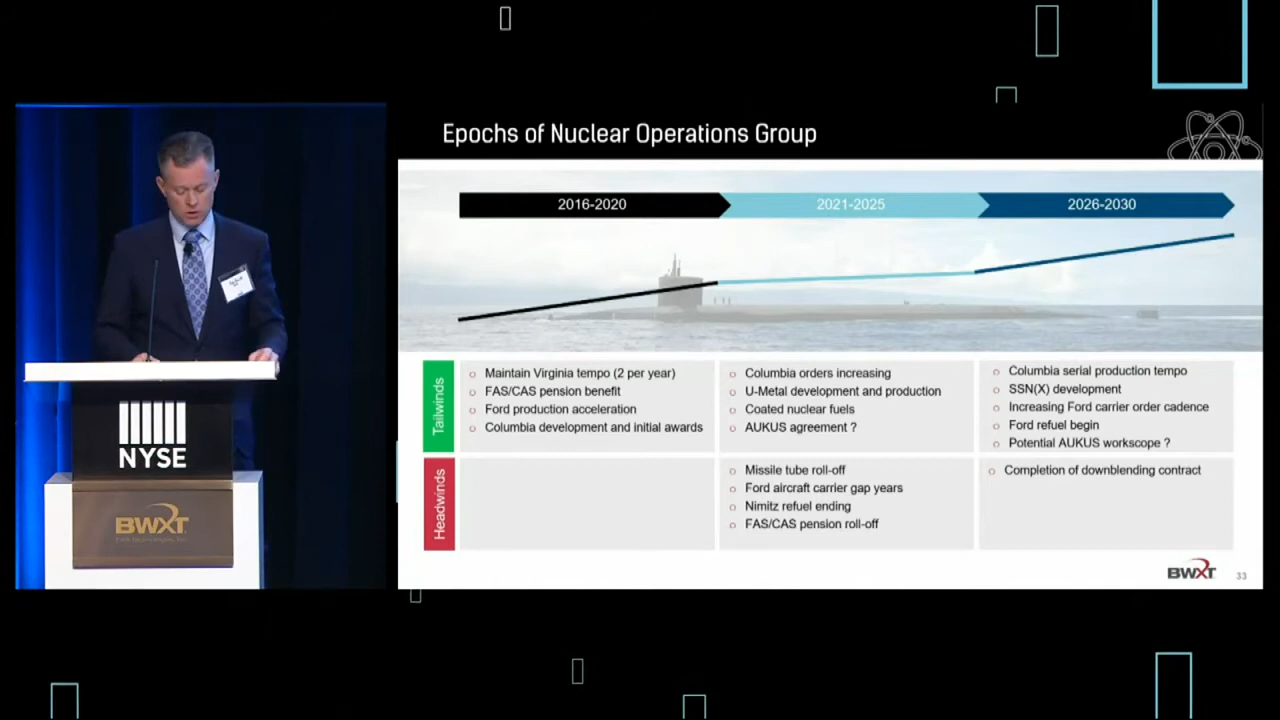 Epochs of Nuclear Operations Group
2016-2020
2021-2025
2026-2030
Tailwinds
Maintain Virginia tempo (2 per year)
FAS/CAS pension benefit
Ford production acceleration
Columbia development and initial awards
Columbia orders increasing
U-Metal development and production
Coated nuclear fuels
AUKUS agreement ?
Columbia serial production tempo
SSN(X) development
Increasing Ford carrier order cadence
Ford refuel begin
Potential AUKUS workscope ?
Headwinds
Missile tube roll-off
Ford aircraft carrier gap years
Nimitz refuel ending
FAS/CAS pension roll-off
Completion of downblending contract
BWXT
33
NYSE
BWXT